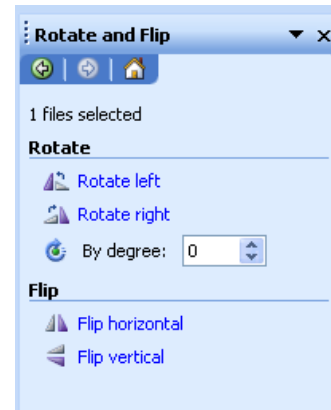 Rotate and Flip
1 files selected
Rotate
Rotate left
Rotate right
By degree: 0
Flip
Flip horizontal
Flip vertical